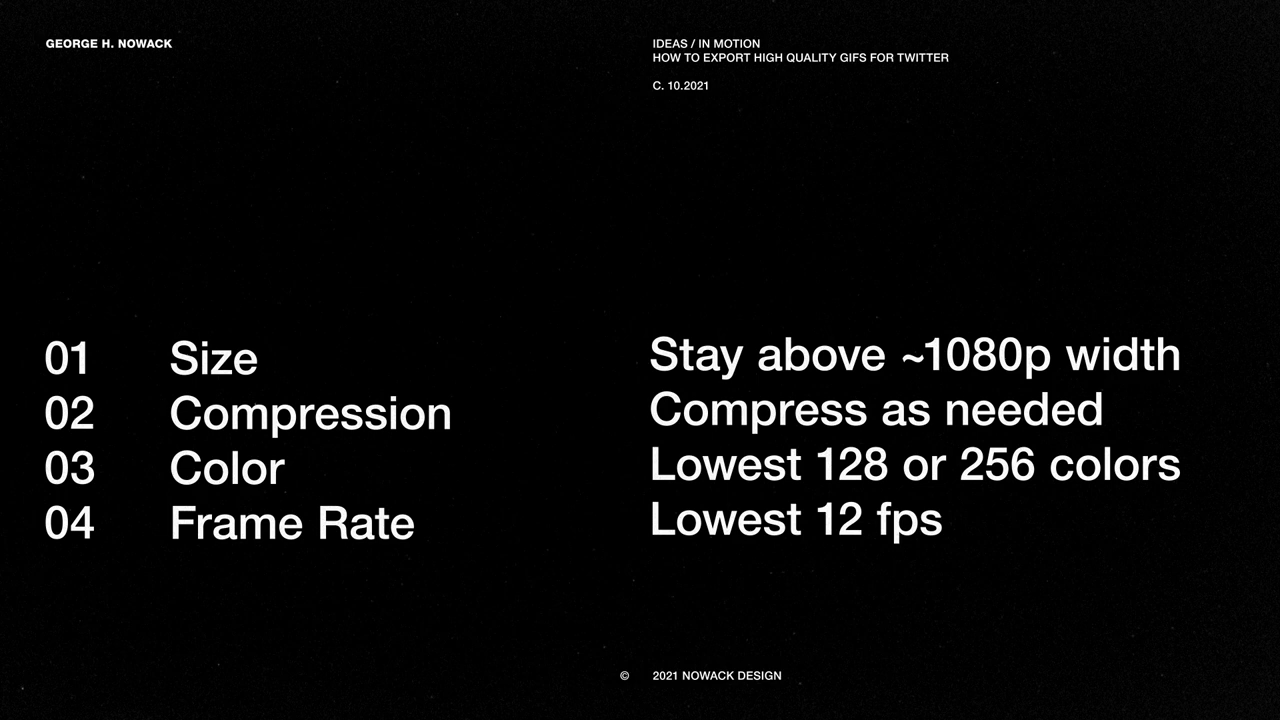 GEORGE H. NOWACK
IDEAS / IN MOTION
HOW TO EXPORT HIGH QUALITY GIFS FOR TWITTER
C. 10.2021
01 Size Stay above ~1080p width
02 Compression Compress as needed
03 Color Lowest 128 or 256 colors
04 Frame Rate Lowest 12 fps
© 2021 NOWACK DESIGN